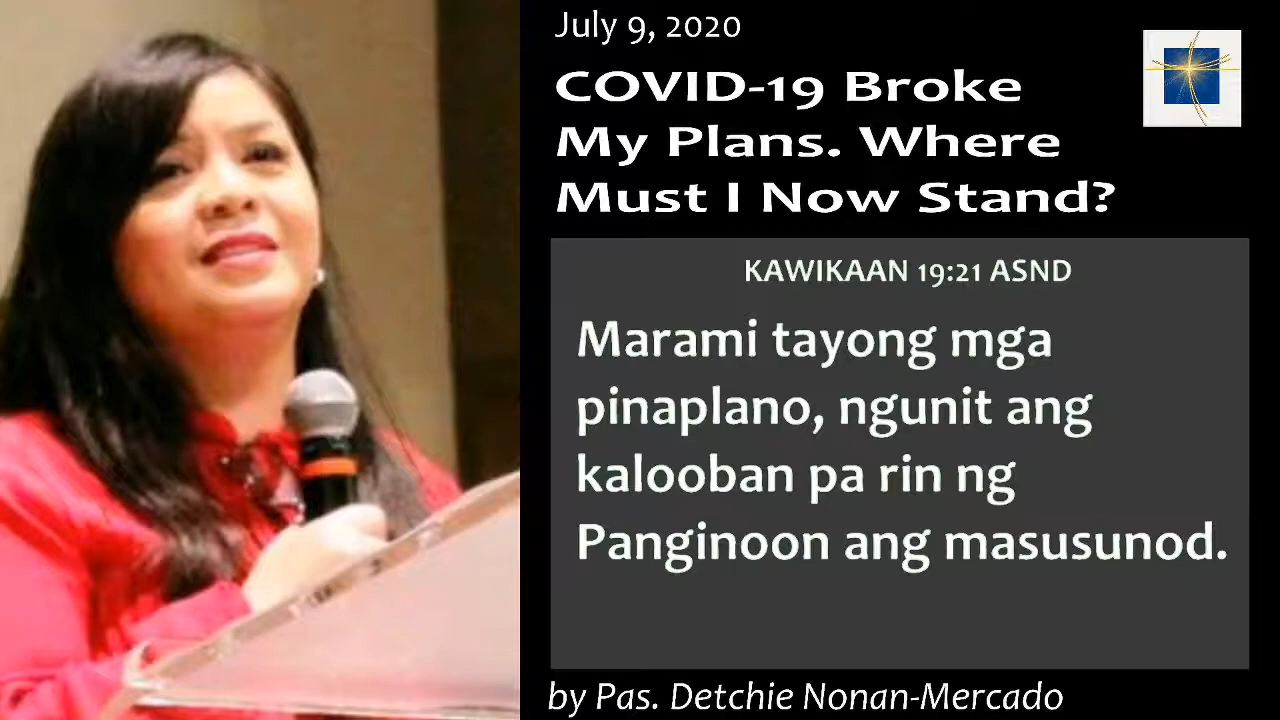 July 9, 2020
COVID-19 Broke
My Plans. Where
Must I Now Stand?
KAWIKAAN 19:21 ASND
Marami tayong mga
pinaplano, ngunit ang
kalooban pa rin ng
Panginoon ang masusunod.
by Pas. Detchie Nonan-Mercado